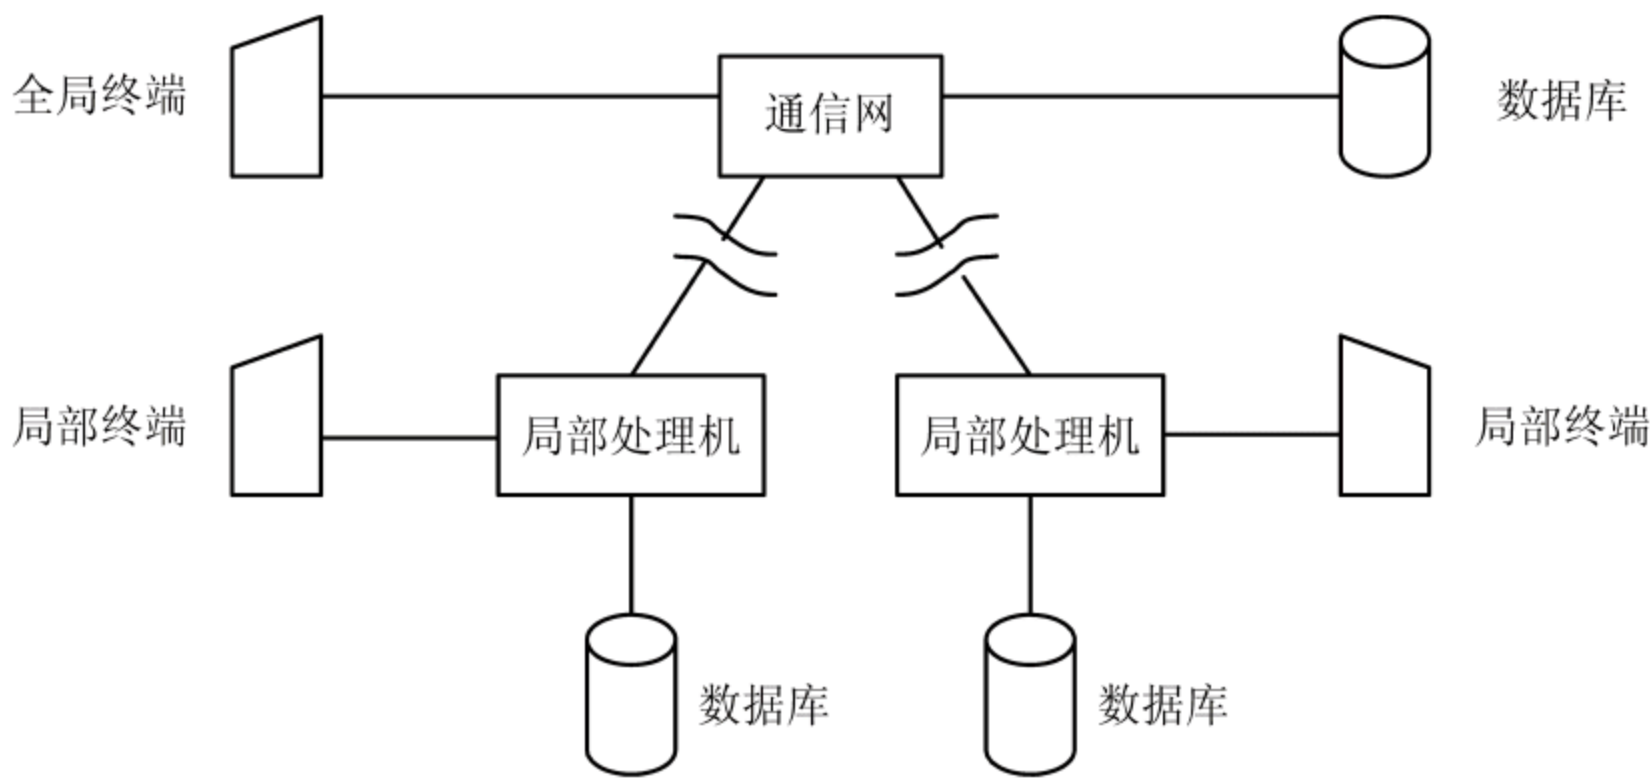 全局终端
通信网
数据库
局部终端
局部处理机
局部处理机
局部终端
数据库
数据库